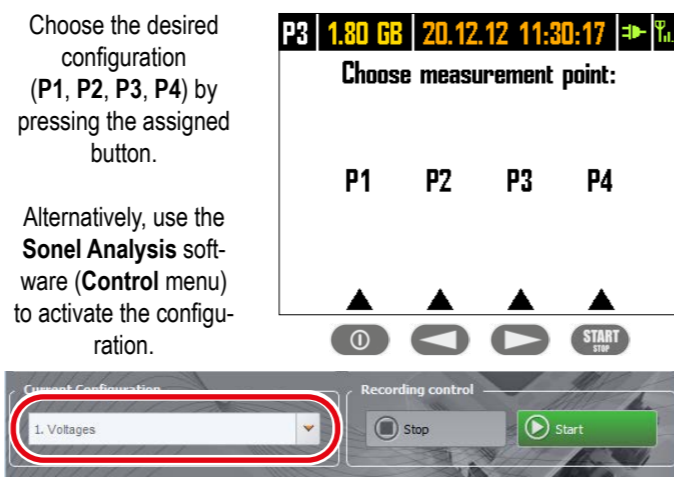 Choose the desired
configuration
(P1, P2, P3, P4) by
pressing the assigned
button.
Alternatively, use the
Sonel Analysis soft-
ware (Control menu)
to activate the configu-
ration.
P3 1.80 GB 20.12.12 11:30:17
Choose measurement point:
P1 P2 P3 P4
START
STOP
Current Configuration
1. Voltages
Recording control
Stop
Start